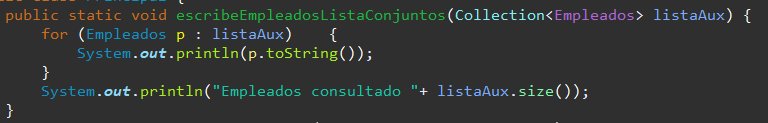 public static void escribeEmpleadosListaConjuntos(Collection<Empleados> listaAux) {
for (Empleados p : listaAux)    {
System.out.println(p.toString());
}
System.out.println("Empleados consultado "+ listaAux.size());
}